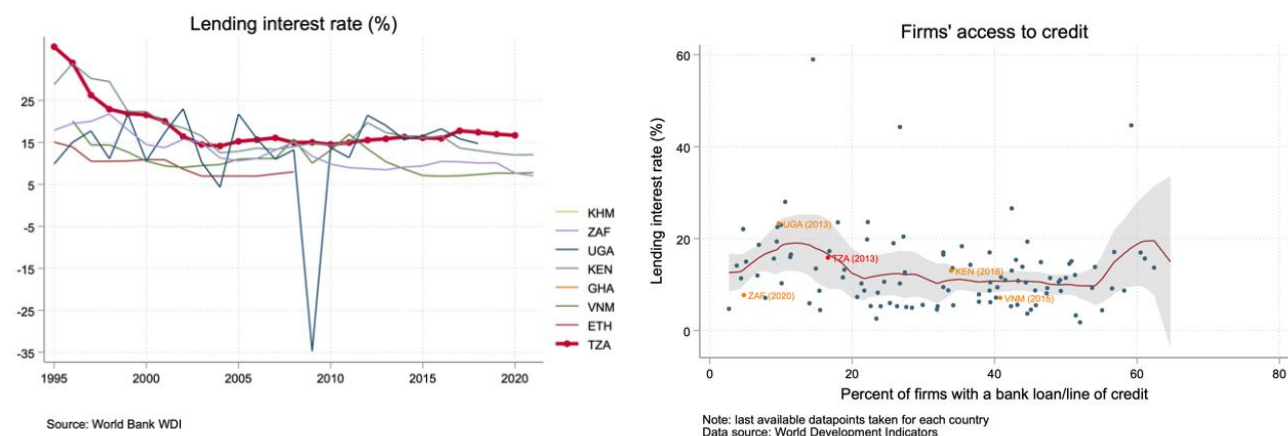 Lending interest rate (%)
25
15
5
-5
-15
-25
-35
1995
2000
2005
2010
2015
2020
KHM
ZAF
UGA
KEN
GHA
VNM
ETH
TZA
Source: World Bank WDI
Firms' access to credit
Lending interest rate (%)
60
40
20
0
UGA (2013)
TZA (2013)
KEN (2018)
ZAF (2020)
VNM (2015)
0
20
40
60
80
Percent of firms with a bank loan/line of credit
Note: last available datapoints taken for each country
Data source: World Development Indicators